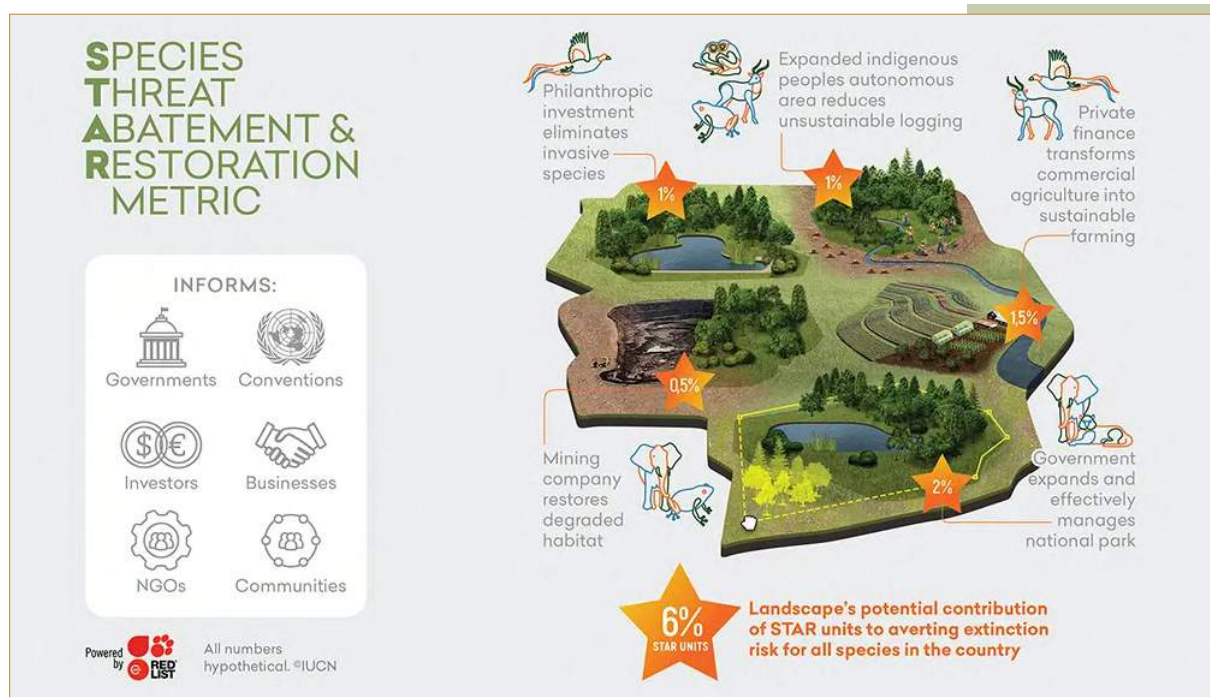 SPECIES
THREAT
ABATEMENT &
RESTORATION
METRIC
INFORMS:
Governments
Conventions
Investors
Businesses
NGOs
Communities
Powered
by
RED
LIST
All numbers
hypothetical. ©IUCN
Philanthropic
investment
eliminates
invasive
species
1%
Expanded indigenous
peoples autonomous
area reduces
unsustainable logging
1%
Private
finance
transforms
commercial
agriculture into
sustainable
farming
1,5%
Mining
company
restores
degraded
habitat
0,5%
Government
expands and
effectively
manages
national park
2%
6%
STAR UNITS
Landscape's potential contribution
of STAR units to averting extinction
risk for all species in the country